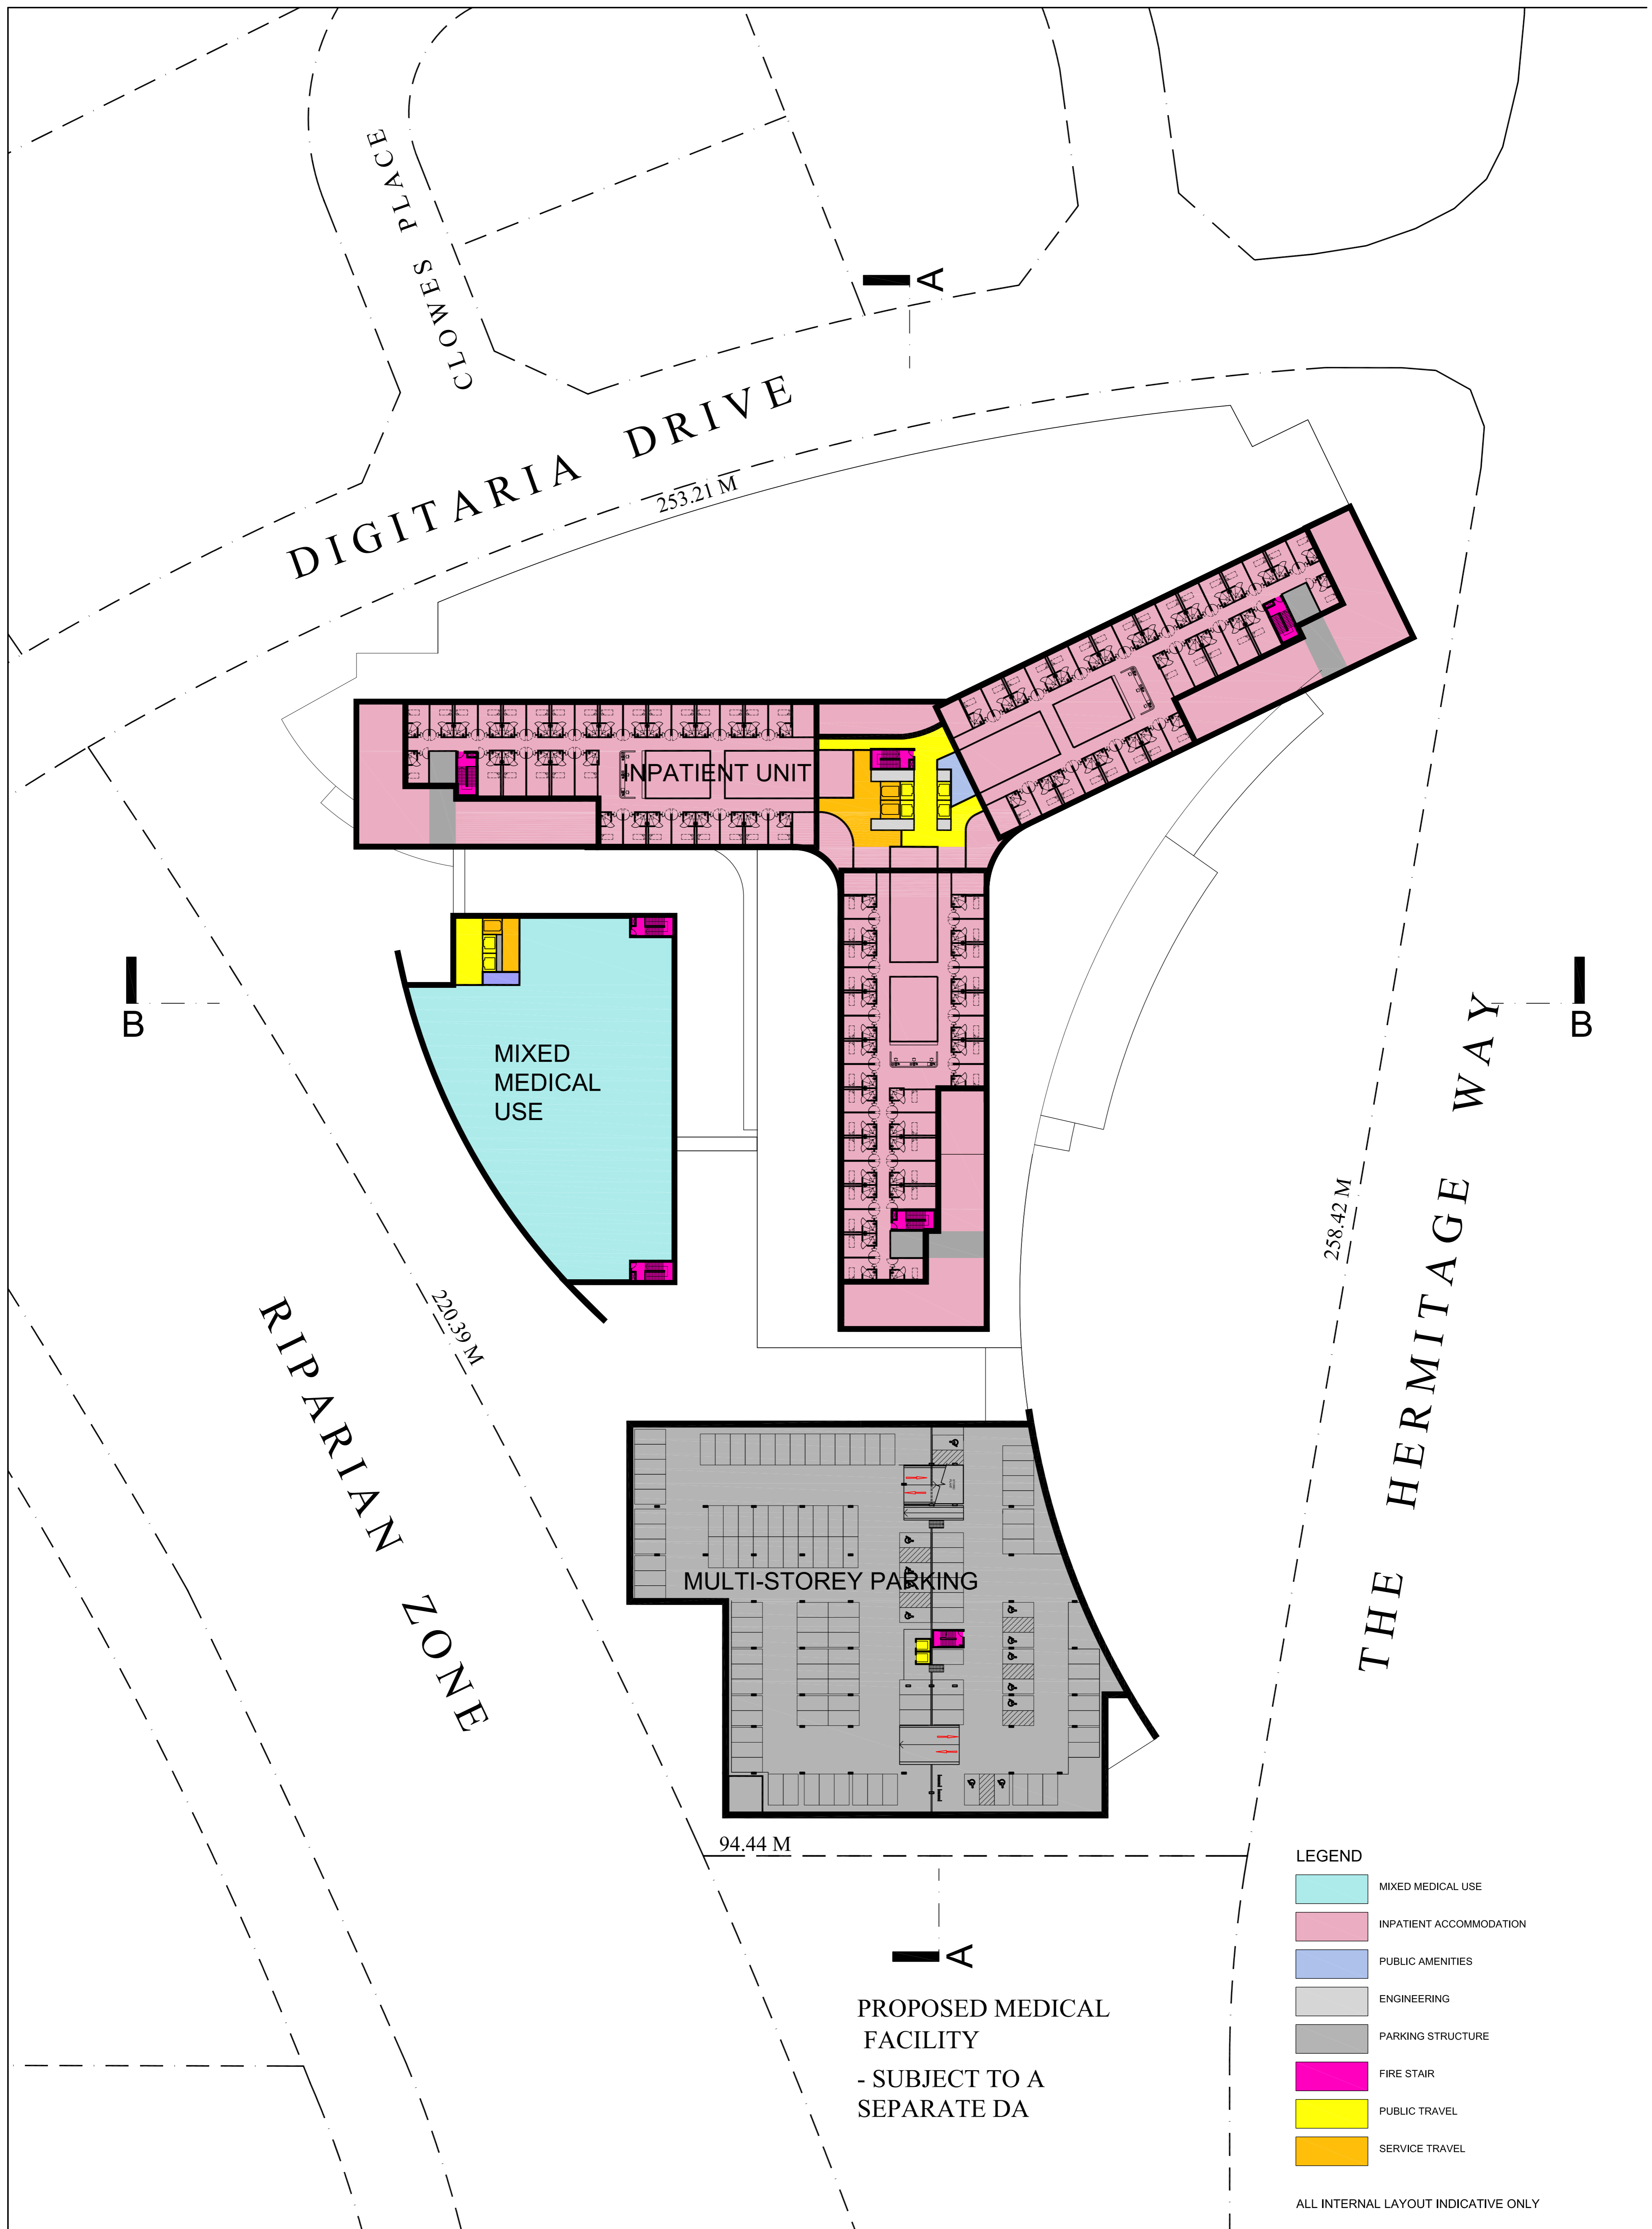 CLOWES PLACE
A
DIGITARIA DRIVE
253.21 M
INPATIENT UNIT
B
B
MIXED
MEDICAL
USE
THE HERMITAGE WAY
258.42 M
220.39 M
RIPARIAN ZONE
MULTI-STOREY PARKING
94.44 M
A
PROPOSED MEDICAL
FACILITY
- SUBJECT TO A
SEPARATE DA
LEGEND
MIXED MEDICAL USE
INPATIENT ACCOMMODATION
PUBLIC AMENITIES
ENGINEERING
PARKING STRUCTURE
FIRE STAIR
PUBLIC TRAVEL
SERVICE TRAVEL
ALL INTERNAL LAYOUT INDICATIVE ONLY